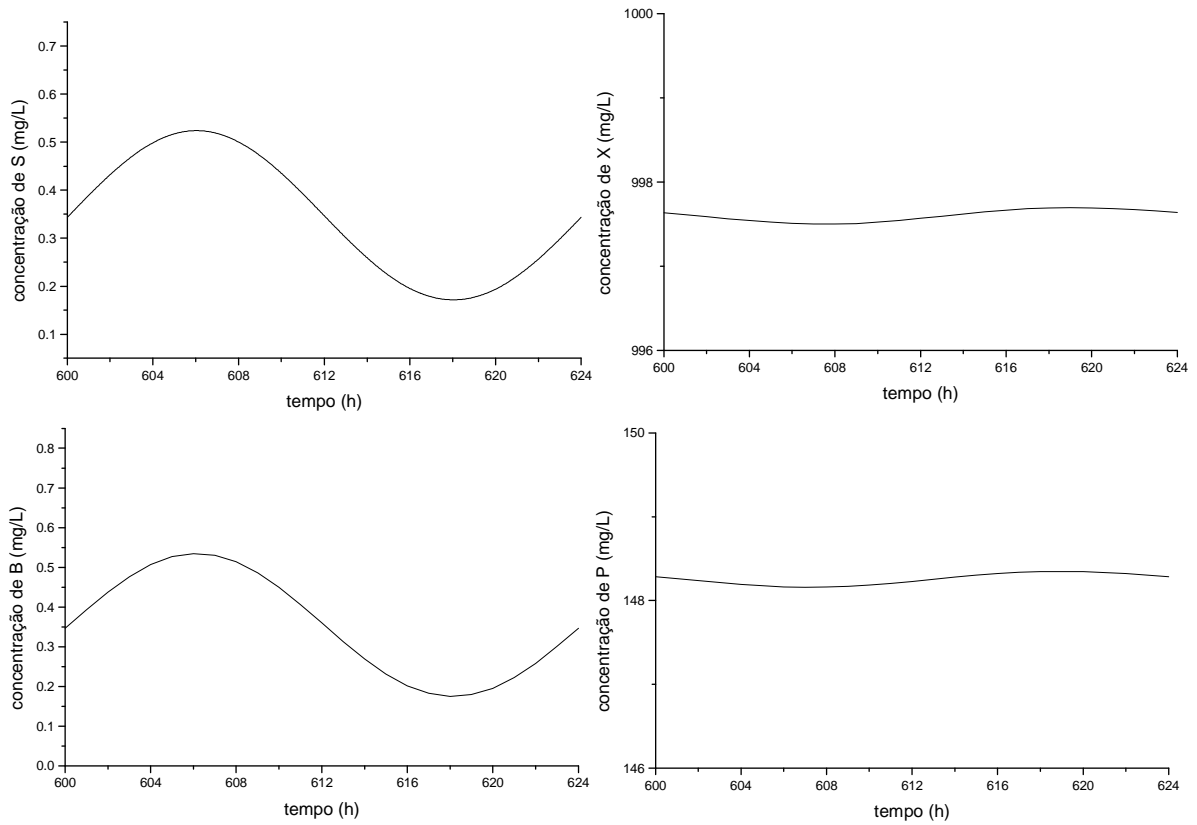 0.7
0.6
0.5
0.4
0.3
0.2
0.1
600 604 608 612 616 620 624
concentração de S (mg/L)
tempo (h)
1000
998
996
600 604 608 612 616 620 624
concentração de X (mg/L)
tempo (h)
0.8
0.7
0.6
0.5
0.4
0.3
0.2
0.1
0.0
600 604 608 612 616 620 624
concentração de B (mg/L)
tempo (h)
150
148
146
600 604 608 612 616 620 624
concentração de P (mg/L)
tempo (h)